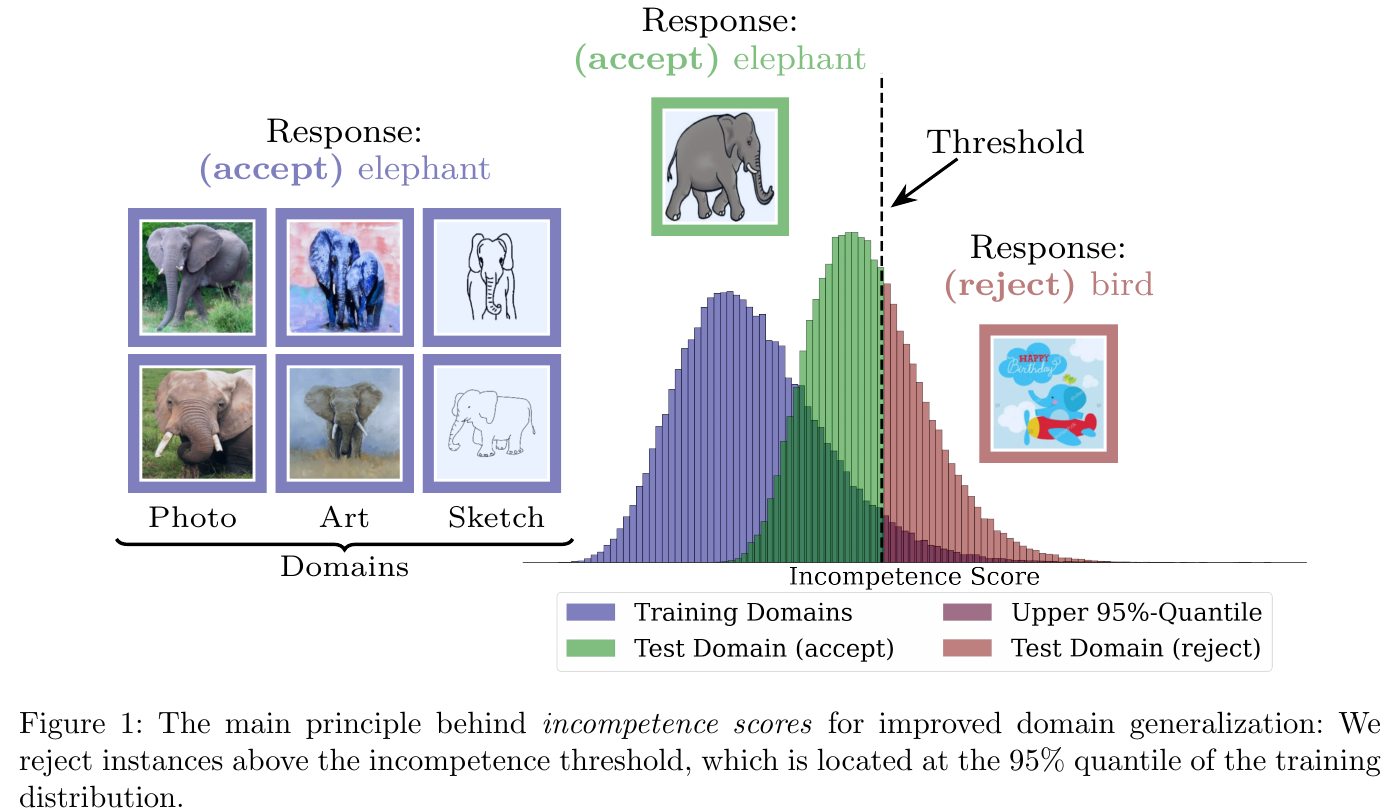 Response:
(accept) elephant
Response:
(accept) elephant
Threshold
Response:
(reject) bird
HAPPY
Birthday
Photo
Art
Sketch
Domains
Incompetence Score
Training Domains
Upper 95%-Quantile
Test Domain (accept)
Test Domain (reject)
Figure 1: The main principle behind incompetence scores for improved domain generalization: We
reject instances above the incompetence threshold, which is located at the 95% quantile of the training
distribution.